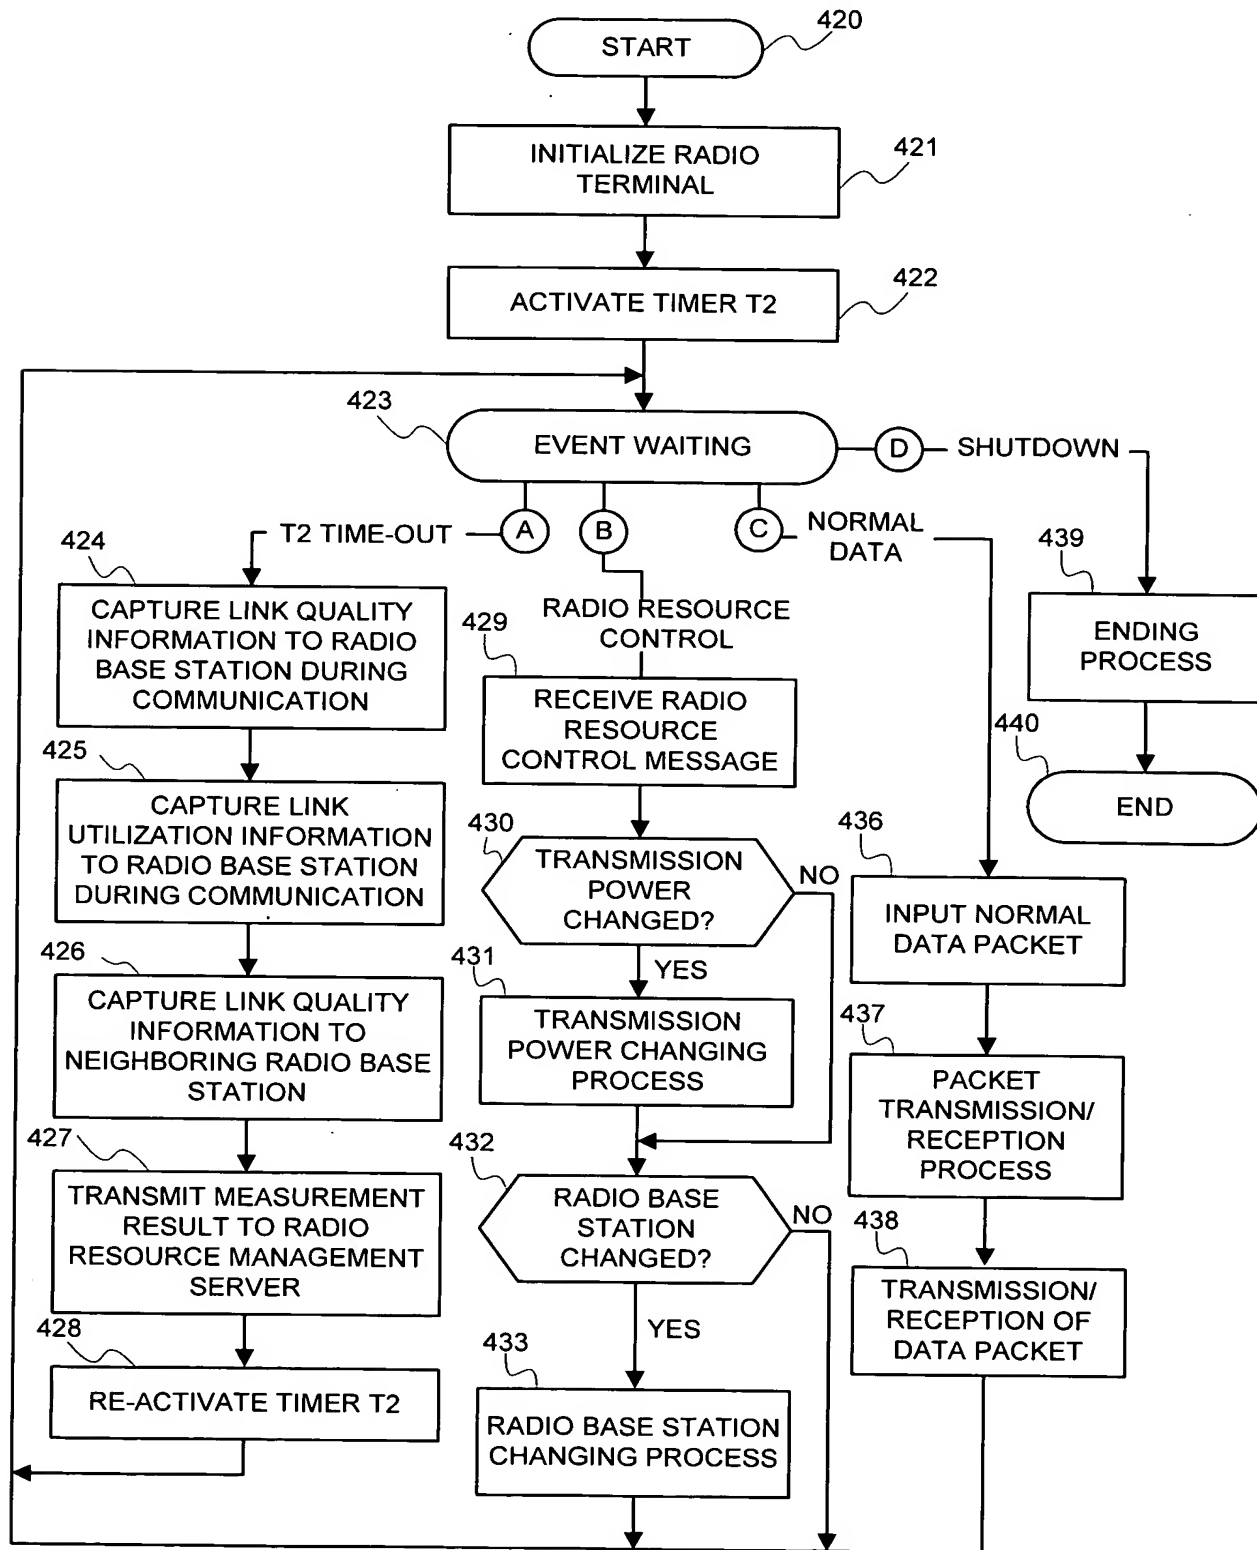 420
START
421
INITIALIZE RADIO
TERMINAL
422
ACTIVATE TIMER T2
423
EVENT WAITING
D
SHUTDOWN
A
B
C
T2 TIME-OUT
NORMAL
DATA
424
CAPTURE LINK QUALITY
INFORMATION TO RADIO
BASE STATION DURING
COMMUNICATION
425
CAPTURE LINK
UTILIZATION INFORMATION
TO RADIO BASE STATION
DURING COMMUNICATION
426
CAPTURE LINK QUALITY
INFORMATION TO
NEIGHBORING RADIO BASE
STATION
427
TRANSMIT MEASUREMENT
RESULT TO RADIO
RESOURCE MANAGEMENT
SERVER
428
RE-ACTIVATE TIMER T2
RADIO RESOURCE
CONTROL
429
RECEIVE RADIO
RESOURCE
CONTROL MESSAGE
430
TRANSMISSION
POWER
CHANGED?
NO
YES
431
TRANSMISSION
POWER CHANGING
PROCESS
432
RADIO BASE
STATION
CHANGED?
NO
YES
433
RADIO BASE STATION
CHANGING PROCESS
436
INPUT NORMAL
DATA PACKET
437
PACKET
TRANSMISSION/
RECEPTION
PROCESS
438
TRANSMISSION/
RECEPTION OF
DATA PACKET
439
ENDING
PROCESS
440
END